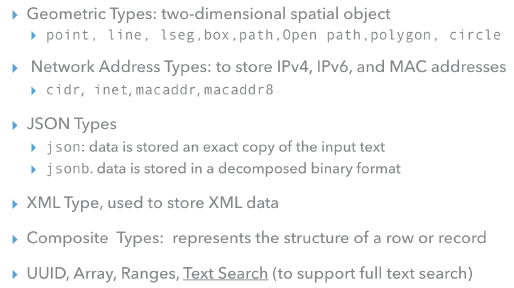 Geometric Types: two-dimensional spatial object
point, line, lseg,box,path,Open path,polygon, circle
Network Address Types: to store IPv4, IPv6, and MAC addresses
cidr, inet,macaddr,macaddr8
JSON Types
json: data is stored an exact copy of the input text
jsonb. data is stored in a decomposed binary format
XML Type, used to store XML data
Composite Types: represents the structure of a row or record
UUID, Array, Ranges, Text Search (to support full text search)